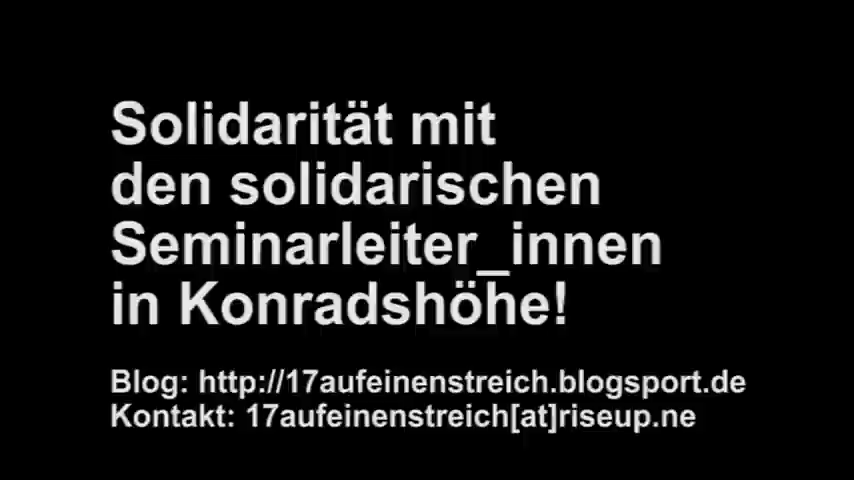 Solidarität mit
den solidarischen
Seminarleiter_innen
in Konradshöhe!
Blog: http://17aufeinenstreich.blogsport.de
Kontakt: 17aufeinenstreich[at]riseup.ne